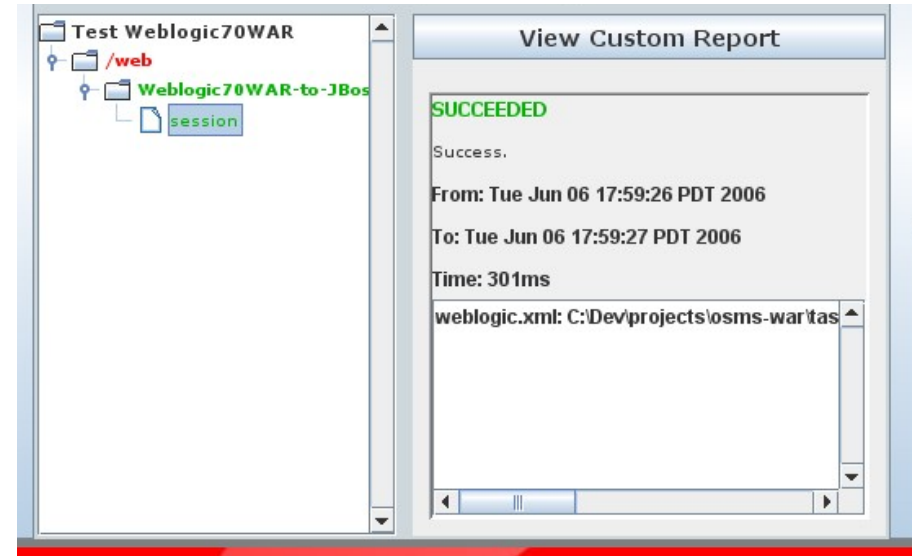 Test Weblogic70WAR
/web
Weblogic70WAR-to-JBos
session
View Custom Report
SUCCEEDED
Success.
From: Tue Jun 06 17:59:26 PDT 2006
To: Tue Jun 06 17:59:27 PDT 2006
Time: 301ms
weblogic.xml: C:\Dev\projects\osms-war\tas